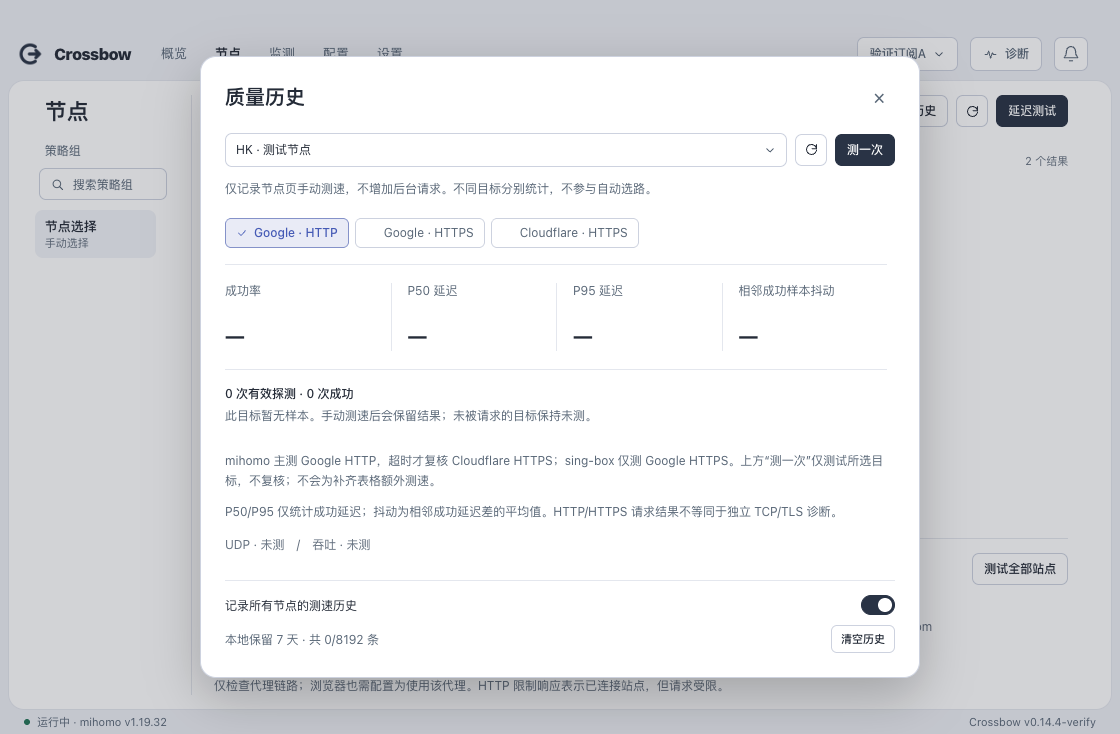 Crossbow
概览 节点 监测 配置 设置
验证订阅A
诊断
节点
策略组
搜索策略组
节点选择
手动选择
历史
延迟测试
2 个结果
质量历史
HK · 测试节点
测一次
仅记录节点页手动测速，不增加后台请求。不同目标分别统计，不参与自动选路。
Google · HTTP
Google · HTTPS
Cloudflare · HTTPS
成功率
P50 延迟
P95 延迟
相邻成功样本抖动
—
—
—
—
0 次有效探测 · 0 次成功
此目标暂无样本。手动测速后会保留结果；未被请求的目标保持未测。
mihomo 主测 Google HTTP，超时才复核 Cloudflare HTTPS；sing-box 仅测 Google HTTPS。上方“测一次”仅测试所选目
标，不复核；不会为补齐表格额外测速。
P50/P95 仅统计成功延迟；抖动为相邻成功延迟差的平均值。HTTP/HTTPS 请求结果不等同于独立 TCP/TLS 诊断。
UDP · 未测 / 吞吐 · 未测
记录所有节点的测速历史
本地保留 7 天 · 共 0/8192 条
清空历史
测试全部站点
om
仅检查代理链路；浏览器也需配置为使用该代理。HTTP 限制响应表示已连接站点，但请求受限。
运行中 · mihomo v1.19.32
Crossbow v0.14.4-verify